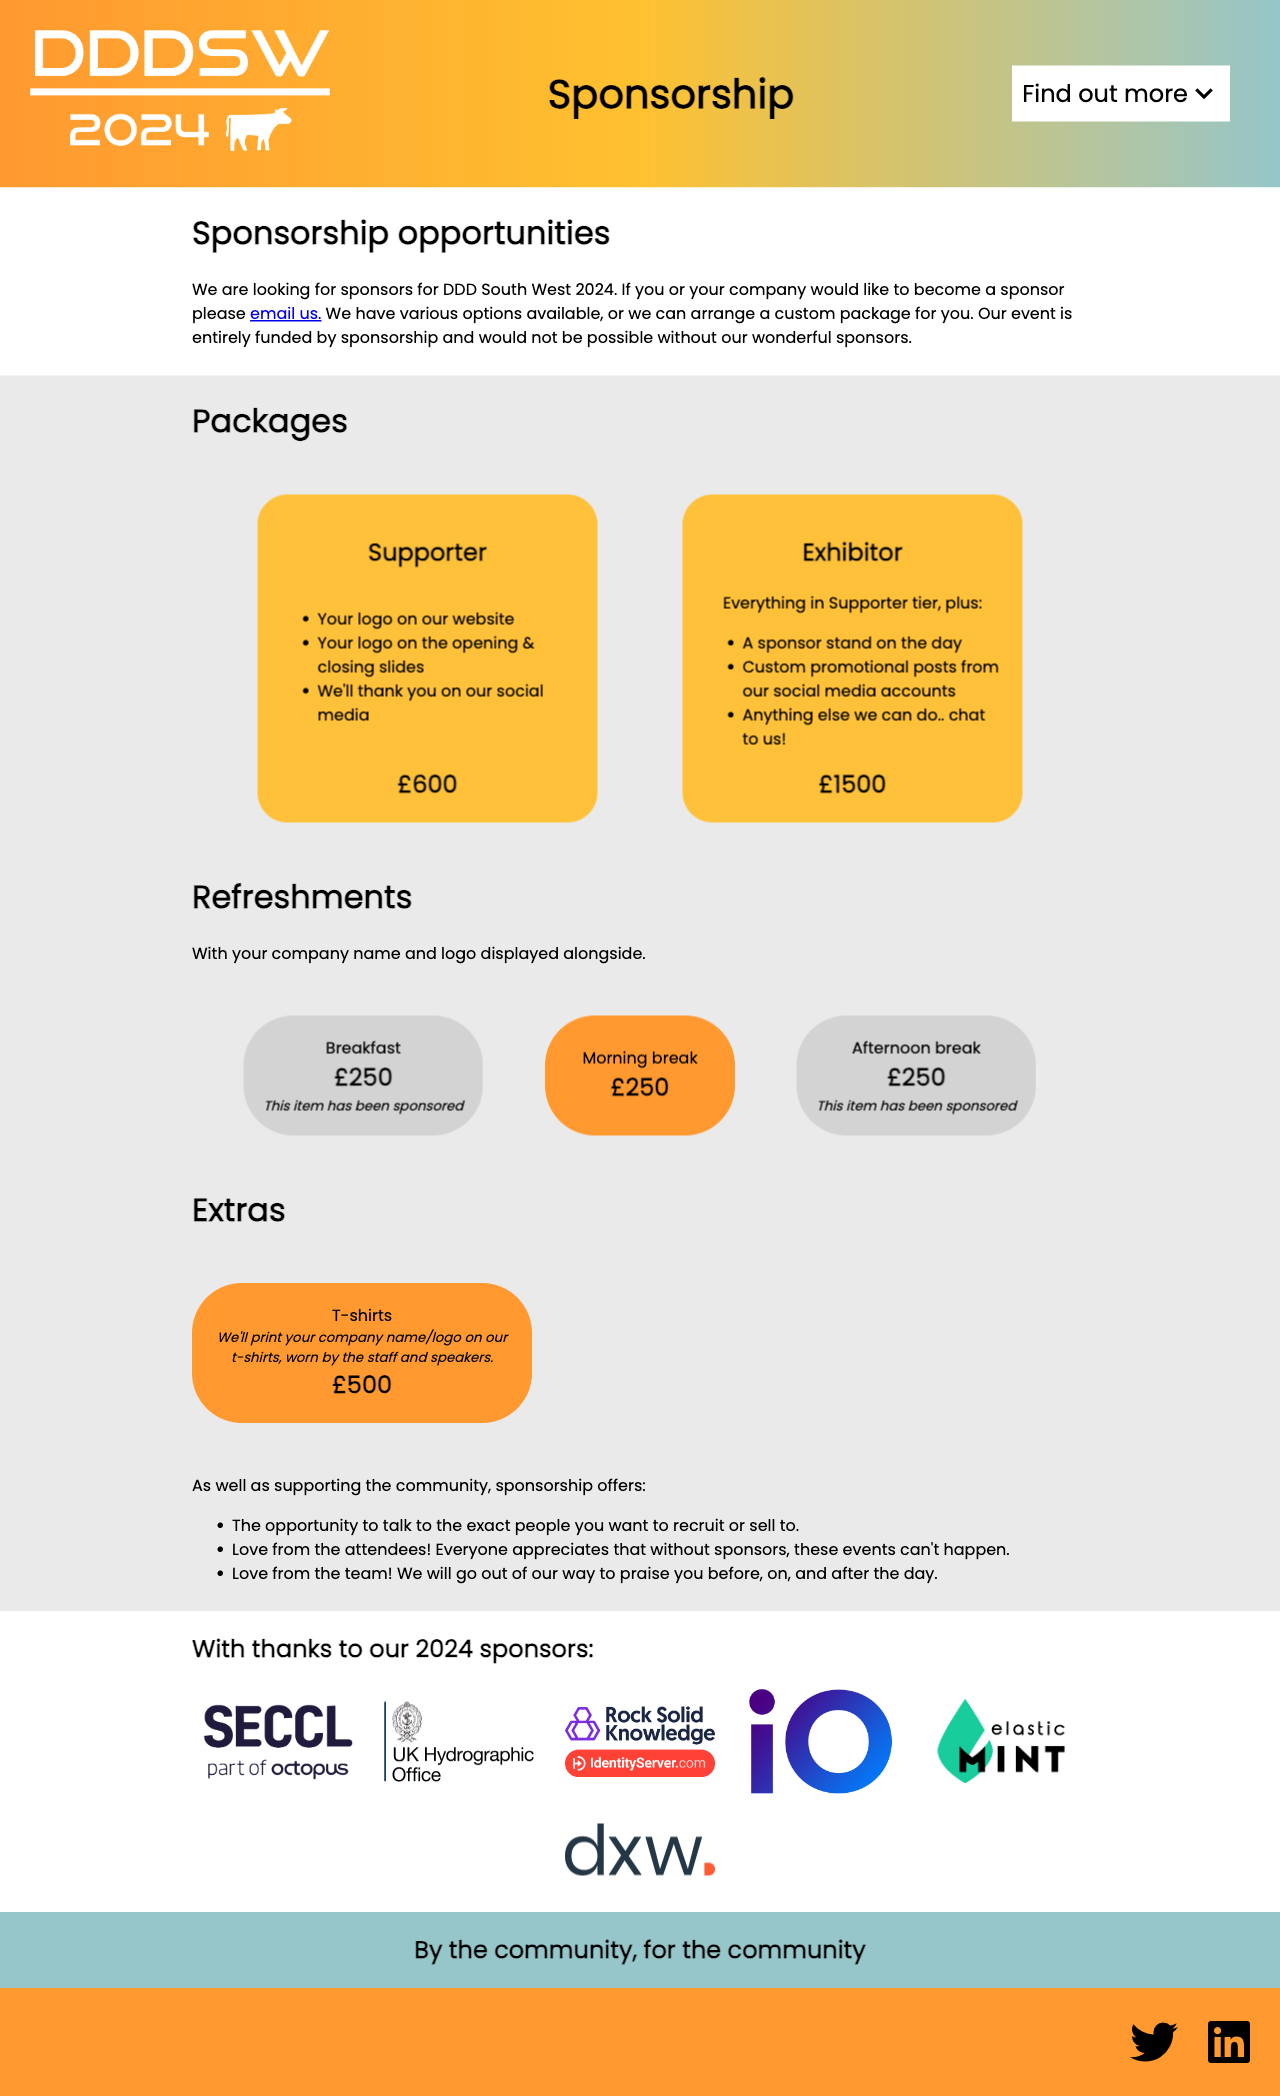 DDDSW
2024
Sponsorship
Find out more
Sponsorship opportunities
We are looking for sponsors for DDD South West 2024. If you or your company would like to become a sponsor
please email us. We have various options available, or we can arrange a custom package for you. Our event is
entirely funded by sponsorship and would not be possible without our wonderful sponsors.
Packages
Supporter
• Your logo on our website
• Your logo on the opening &
closing slides
• We'll thank you on our social
media
£600
Exhibitor
Everything in Supporter tier, plus:
• A sponsor stand on the day
• Custom promotional posts from
our social media accounts
• Anything else we can do.. chat
to us!
£1500
Refreshments
With your company name and logo displayed alongside.
Breakfast
£250
This item has been sponsored
Morning break
£250
Afternoon break
£250
This item has been sponsored
Extras
T-shirts
We'll print your company name/logo on our
t-shirts, worn by the staff and speakers.
£500
As well as supporting the community, sponsorship offers:
• The opportunity to talk to the exact people you want to recruit or sell to.
• Love from the attendees! Everyone appreciates that without sponsors, these events can't happen.
• Love from the team! We will go out of our way to praise you before, on, and after the day.
With thanks to our 2024 sponsors:
SECCL
part of octopus
UK Hydrographic
Office
Rock Solid
Knowledge
IdentityServer.com
iO
elastic
MINT
dxw.
By the community, for the community
in